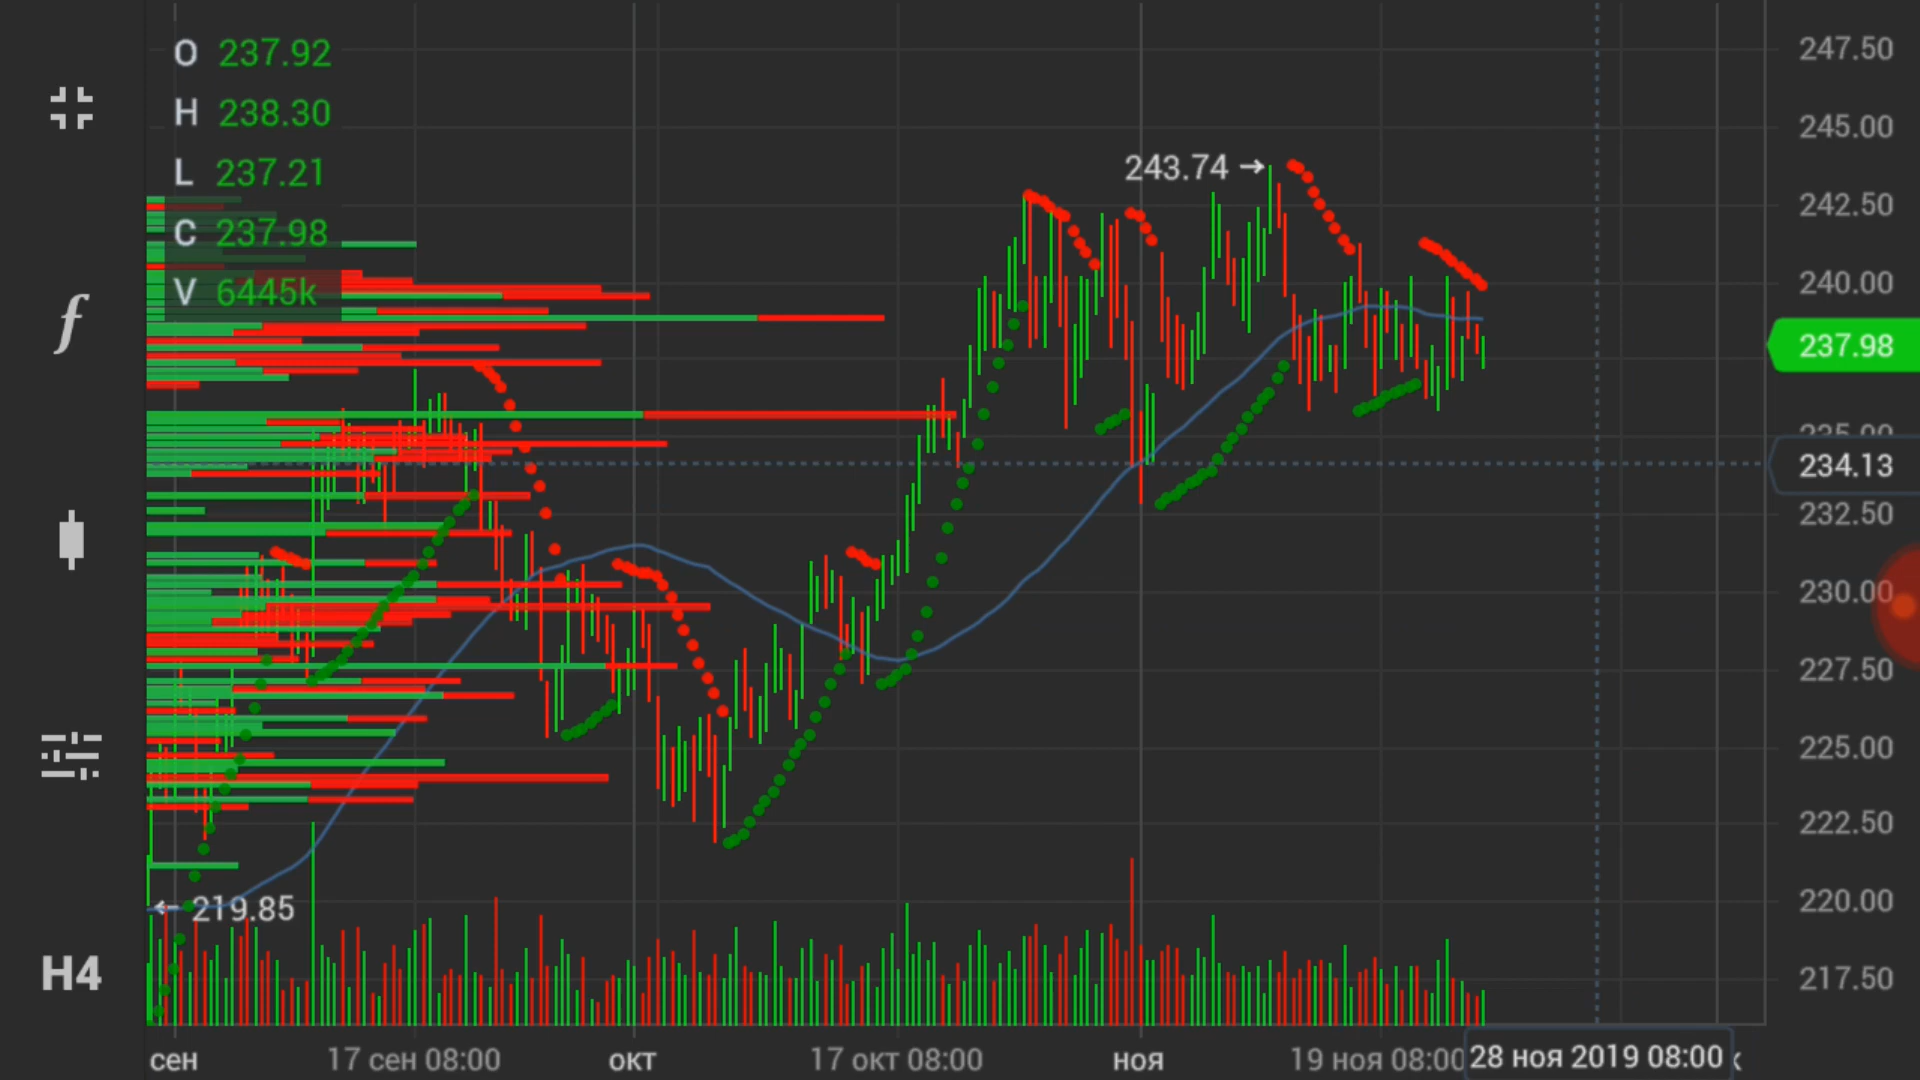 O 237.92
H 238.30
L 237.21
C 237.98
V 6445k
243.74 →
← 219.85
247.50
245.00
242.50
240.00
237.98
235.00
234.13
232.50
230.00
227.50
225.00
222.50
220.00
217.50
f
H4
сен 17 сен 08:00 окт 17 окт 08:00 ноя 19 ноя 08:00 28 ноя 2019 08:00